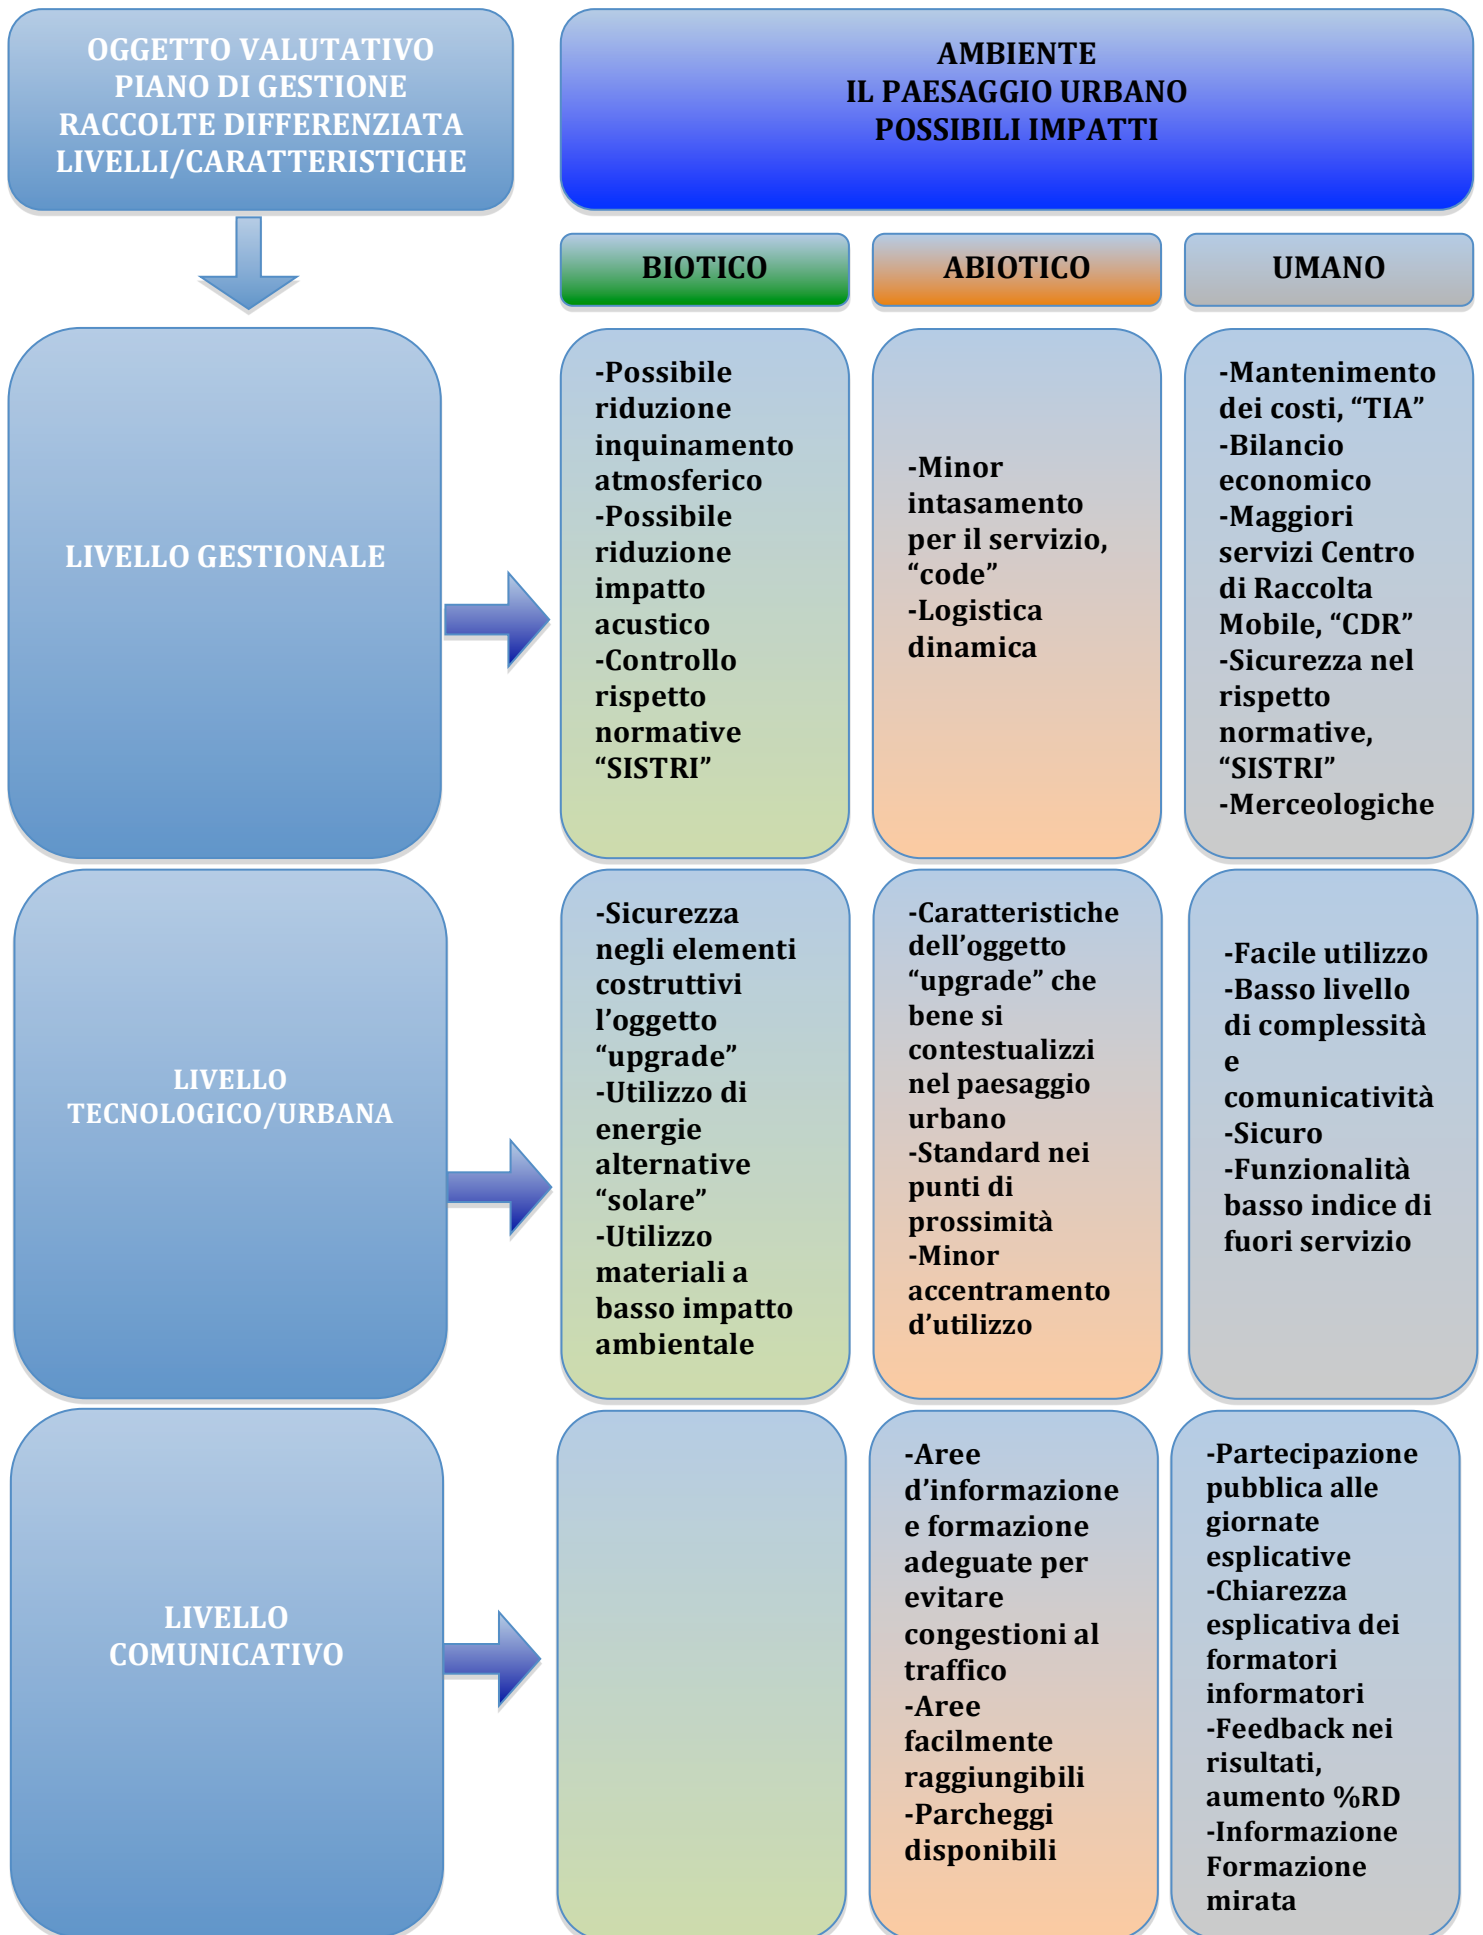 OGGETTO VALUTATIVO
PIANO DI GESTIONE
RACCOLTE DIFFERENZIATA
LIVELLI/CARATTERISTICHE
AMBIENTE
IL PAESAGGIO URBANO
POSSIBILI IMPATTI
BIOTICO
ABIOTICO
UMANO
LIVELLO GESTIONALE
-Possibile
riduzione
inquinamento
atmosferico
-Possibile
riduzione
impatto
acustico
-Controllo
rispetto
normative
“SISTRI”
-Minor
intasamento
per il servizio,
“code”
-Logistica
dinamica
-Mantenimento
dei costi, “TIA”
-Bilancio
economico
-Maggiori
servizi Centro
di Raccolta
Mobile, “CDR”
-Sicurezza nel
rispetto
normative,
“SISTRI”
-Merceologiche
LIVELLO
TECNOLOGICO/URBANA
-Sicurezza
negli elementi
costruttivi
l’oggetto
“upgrade”
-Utilizzo di
energie
alternative
“solare”
-Utilizzo
materiali a
basso impatto
ambientale
-Caratteristiche
dell’oggetto
“upgrade” che
bene si
contestualizzi
nel paesaggio
urbano
-Standard nei
punti di
prossimità
-Minor
accentramento
d’utilizzo
-Facile utilizzo
-Basso livello
di complessità
e
comunicatività
-Sicuro
-Funzionalità
basso indice di
fuori servizio
LIVELLO
COMUNICATIVO
-Aree
d’informazione
e formazione
adeguate per
evitare
congestioni al
traffico
-Aree
facilmente
raggiungibili
-Parcheggi
disponibili
-Partecipazione
pubblica alle
giornate
esplicative
-Chiarezza
esplicativa dei
formatori
informatori
-Feedback nei
risultati,
aumento %RD
-Informazione
Formazione
mirata